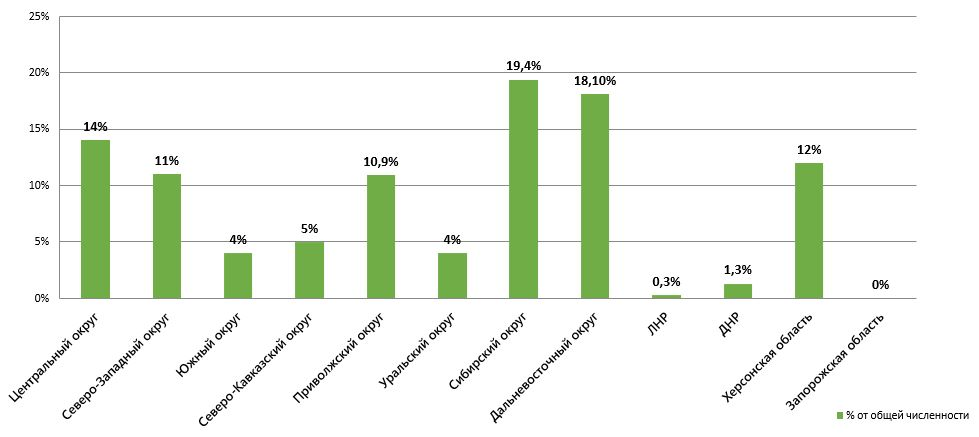 25%
20%
15%
10%
5%
0%
14%
11%
4%
5%
10,9%
4%
19,4%
18,10%
0,3%
1,3%
12%
0%
Центральный округ
Северо-Западный округ
Южный округ
Северо-Кавказский округ
Приволжский округ
Уральский округ
Сибирский округ
Дальневосточный округ
ЛНР
ДНР
Херсонская область
Запорожская область
% от общей численности